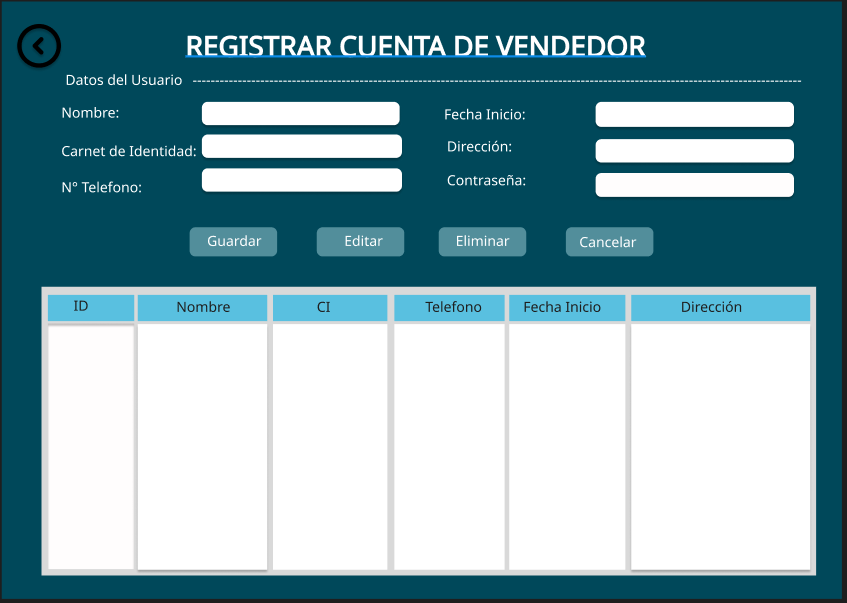 REGISTRAR CUENTA DE VENDEDOR
Datos del Usuario ------------------------------------------------------------------------------------------------------------------------------------------
Nombre:
Fecha Inicio:
Carnet de Identidad:
Dirección:
N° Telefono:
Contraseña:
Guardar Editar Eliminar Cancelar
ID Nombre CI Telefono Fecha Inicio Dirección